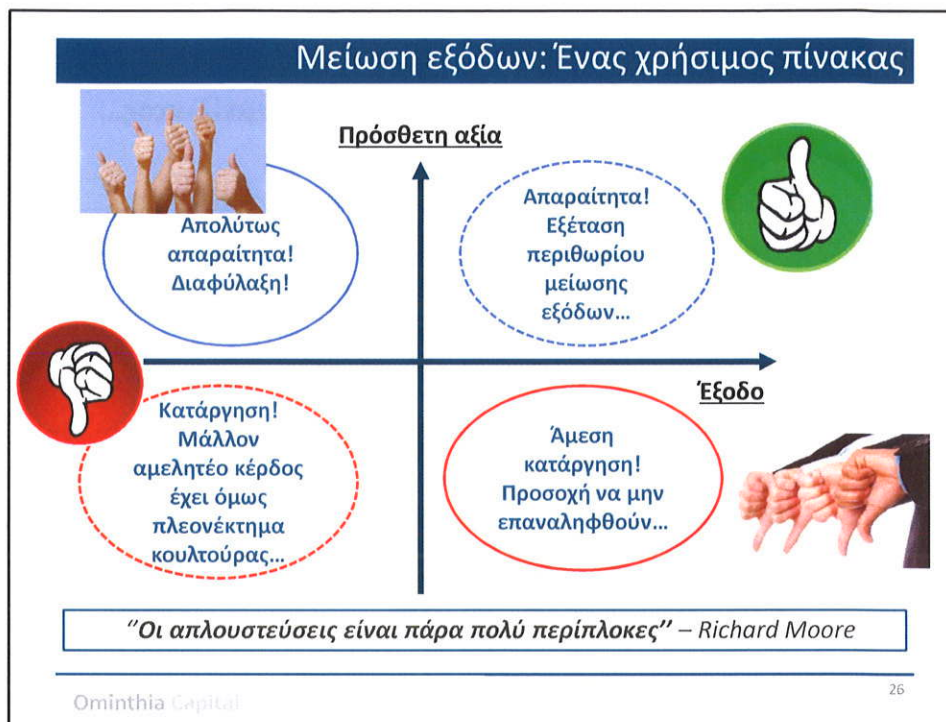 Μείωση εξόδων: Ένας χρήσιμος πίνακας
Πρόσθετη αξία
Απολύτως
απαραίτητα!
Διαφύλαξη!
Απαραίτητα!
Εξέταση
περιθωρίου
μείωσης
εξόδων...
Έξοδο
Κατάργηση!
Μάλλον
αμελητέο κέρδος
έχει όμως
πλεονέκτημα
κουλτούρας...
Άμεση
κατάργηση!
Προσοχή να μην
επαναληφθούν...
"Οι απλουστεύσεις είναι πάρα πολύ περίπλοκες" – Richard Moore
Ominthia Capital
26